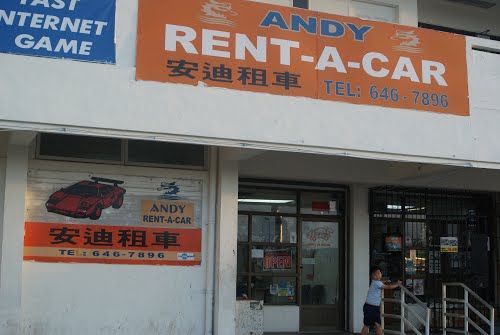 FAST
INTERNET
GAME
ANDY
RENT-A-CAR
安迪租車
TEL: 646-7896
ANDY
RENT-A-CAR
安迪租車
TEL: 646-7896
OPEN